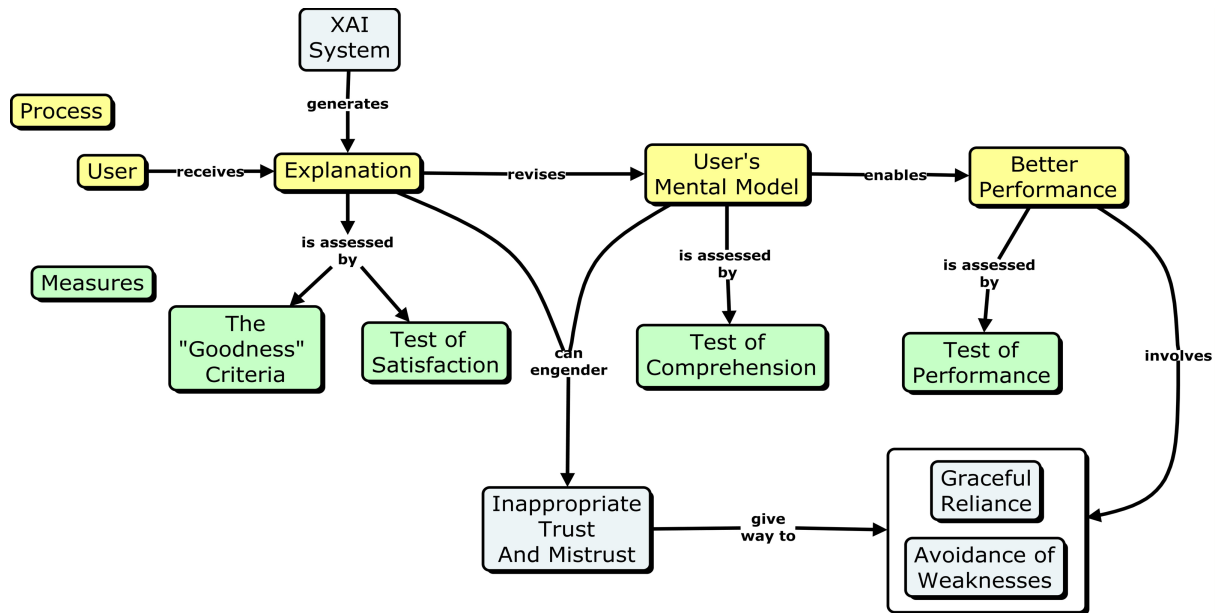 XAI
System
generates
Process
User
receives
Explanation
revises
User's
Mental Model
enables
Better
Performance
is assessed
by
is assessed
by
is assessed
by
Measures
The
"Goodness"
Criteria
Test of
Satisfaction
can
engender
Test of
Comprehension
Test of
Performance
involves
Inappropriate
Trust
And Mistrust
give
way to
Graceful
Reliance
Avoidance of
Weaknesses